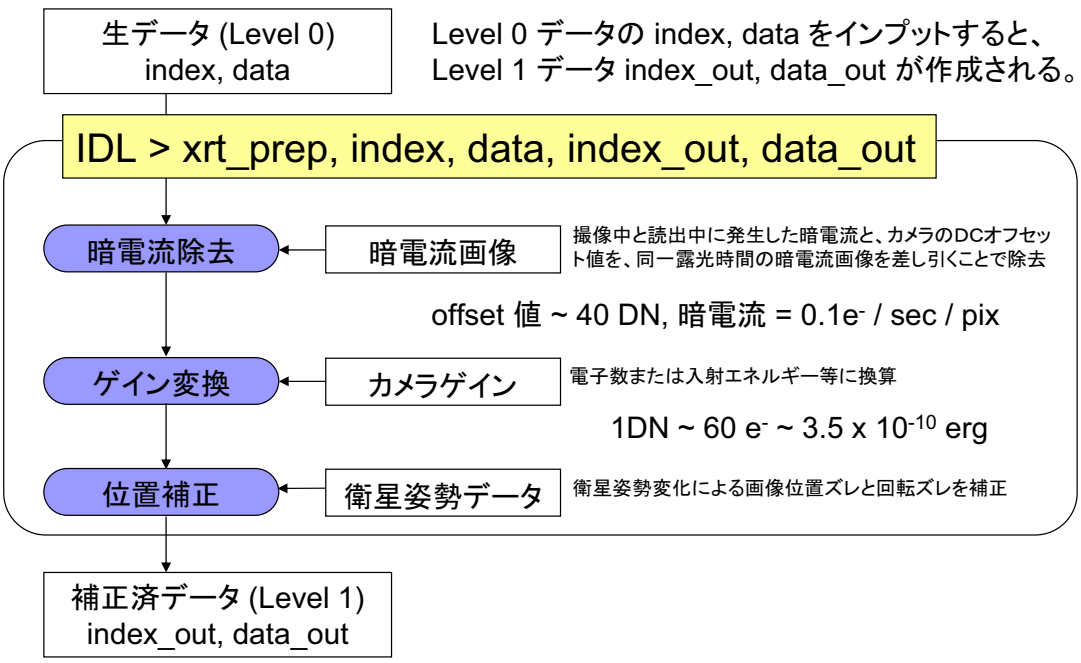 生データ (Level 0)
index, data
Level 0 データの index, data をインプットすると、
Level 1 データ index_out, data_out が作成される。
IDL > xrt_prep, index, data, index_out, data_out
暗電流除去
暗電流画像
撮像中と読出中に発生した暗電流と、カメラのDCオフセッ
ト値を、同一露光時間の暗電流画像を差し引くことで除去
offset 値 ~ 40 DN, 暗電流 = 0.1e⁻ / sec / pix
ゲイン変換
カメラゲイン
電子数または入射エネルギー等に換算
1DN ~ 60 e⁻ ~ 3.5 x 10⁻¹⁰ erg
位置補正
衛星姿勢データ
衛星姿勢変化による画像位置ズレと回転ズレを補正
補正済データ (Level 1)
index_out, data_out